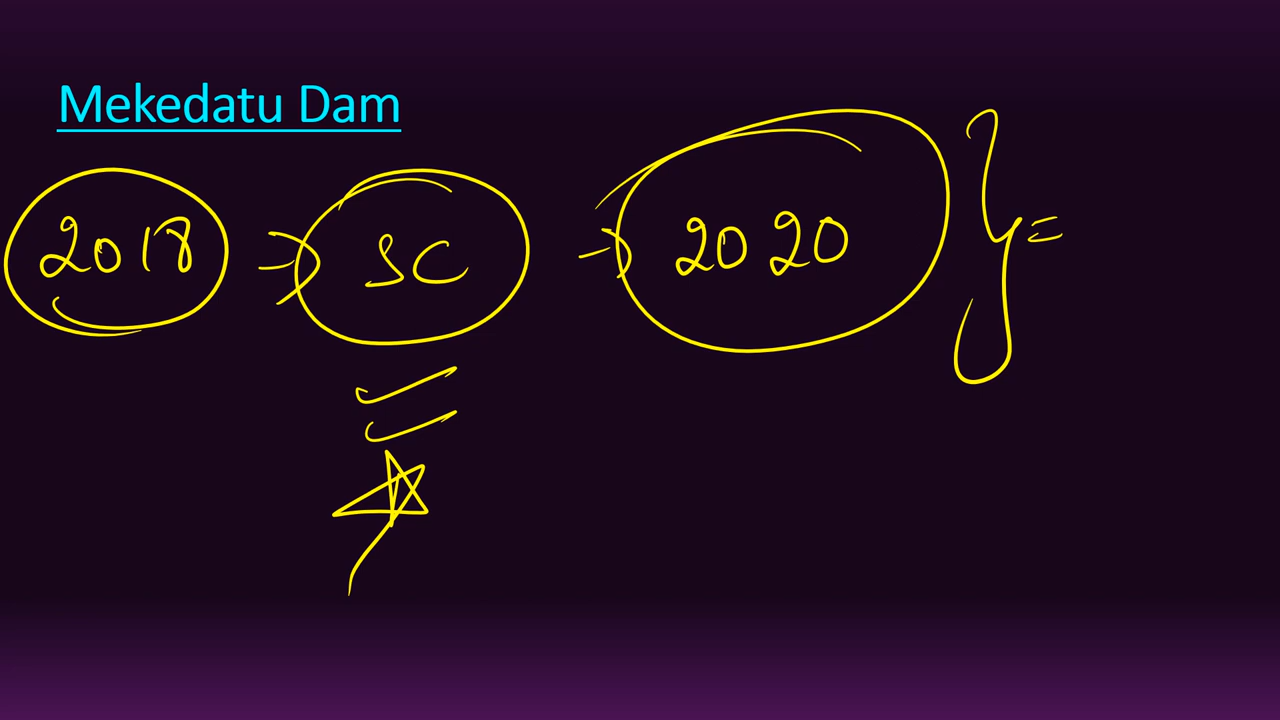 Mekedatu Dam
2018 => SC => 2020 } =